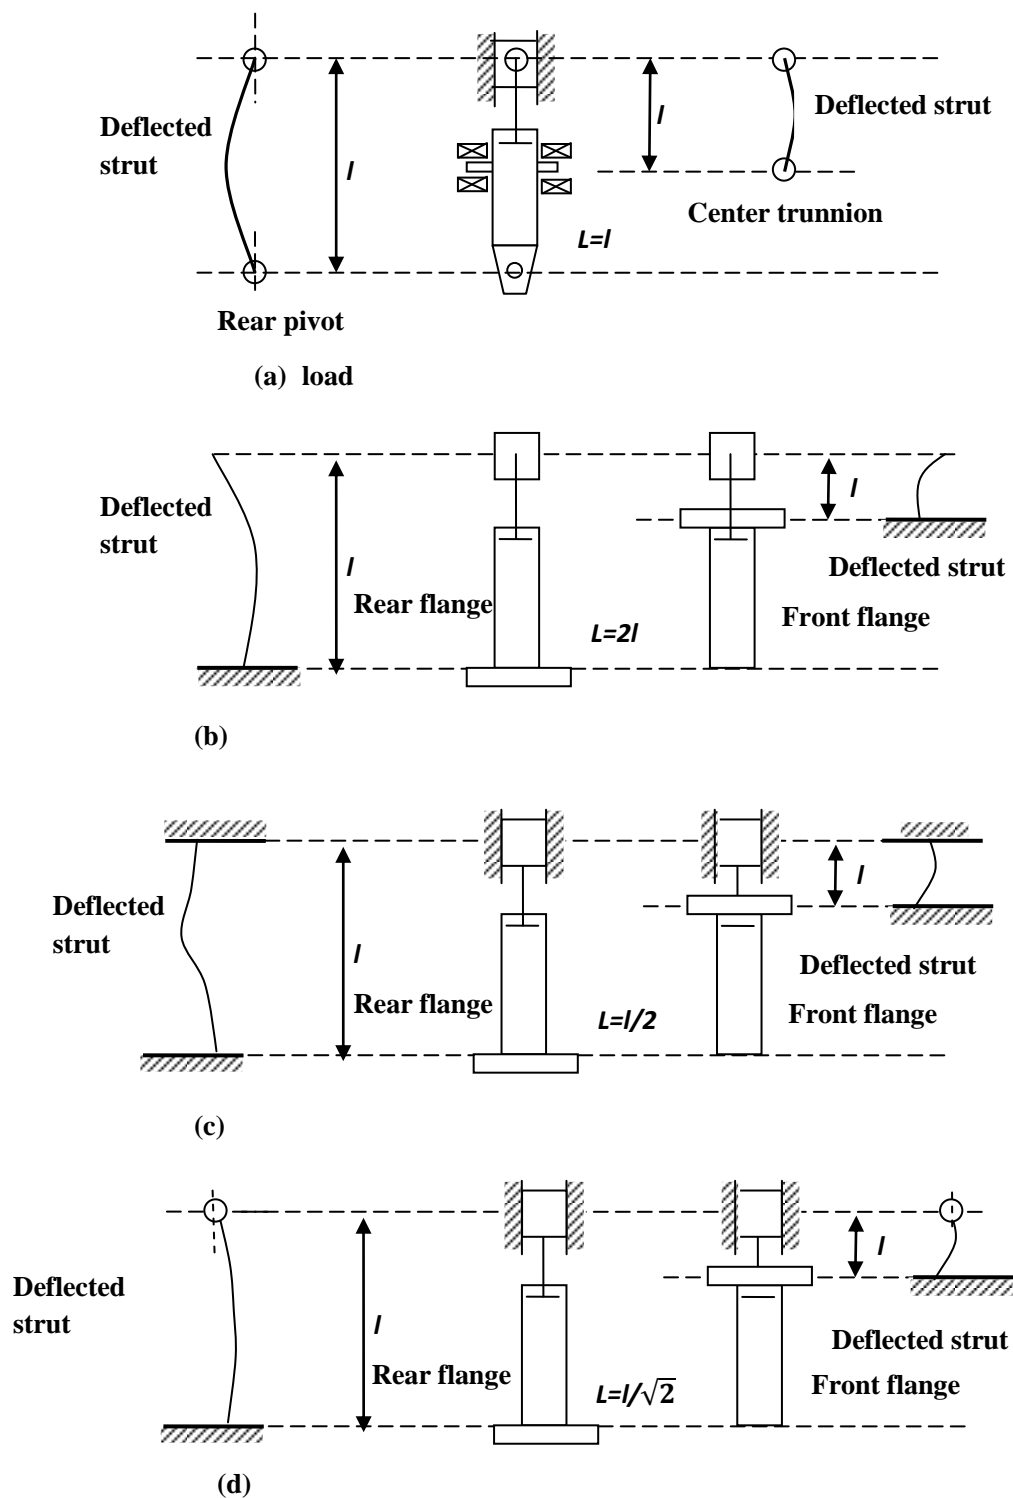 Deflected
strut
l
l
Deflected strut
Center trunnion
L=l
Rear pivot
(a) load
Deflected
strut
l
l
Rear flange
Deflected strut
Front flange
L=2l
(b)
Deflected
strut
l
l
Rear flange
Deflected strut
Front flange
L=l/2
(c)
Deflected
strut
l
l
Rear flange
Deflected strut
Front flange
L=l/√2
(d)